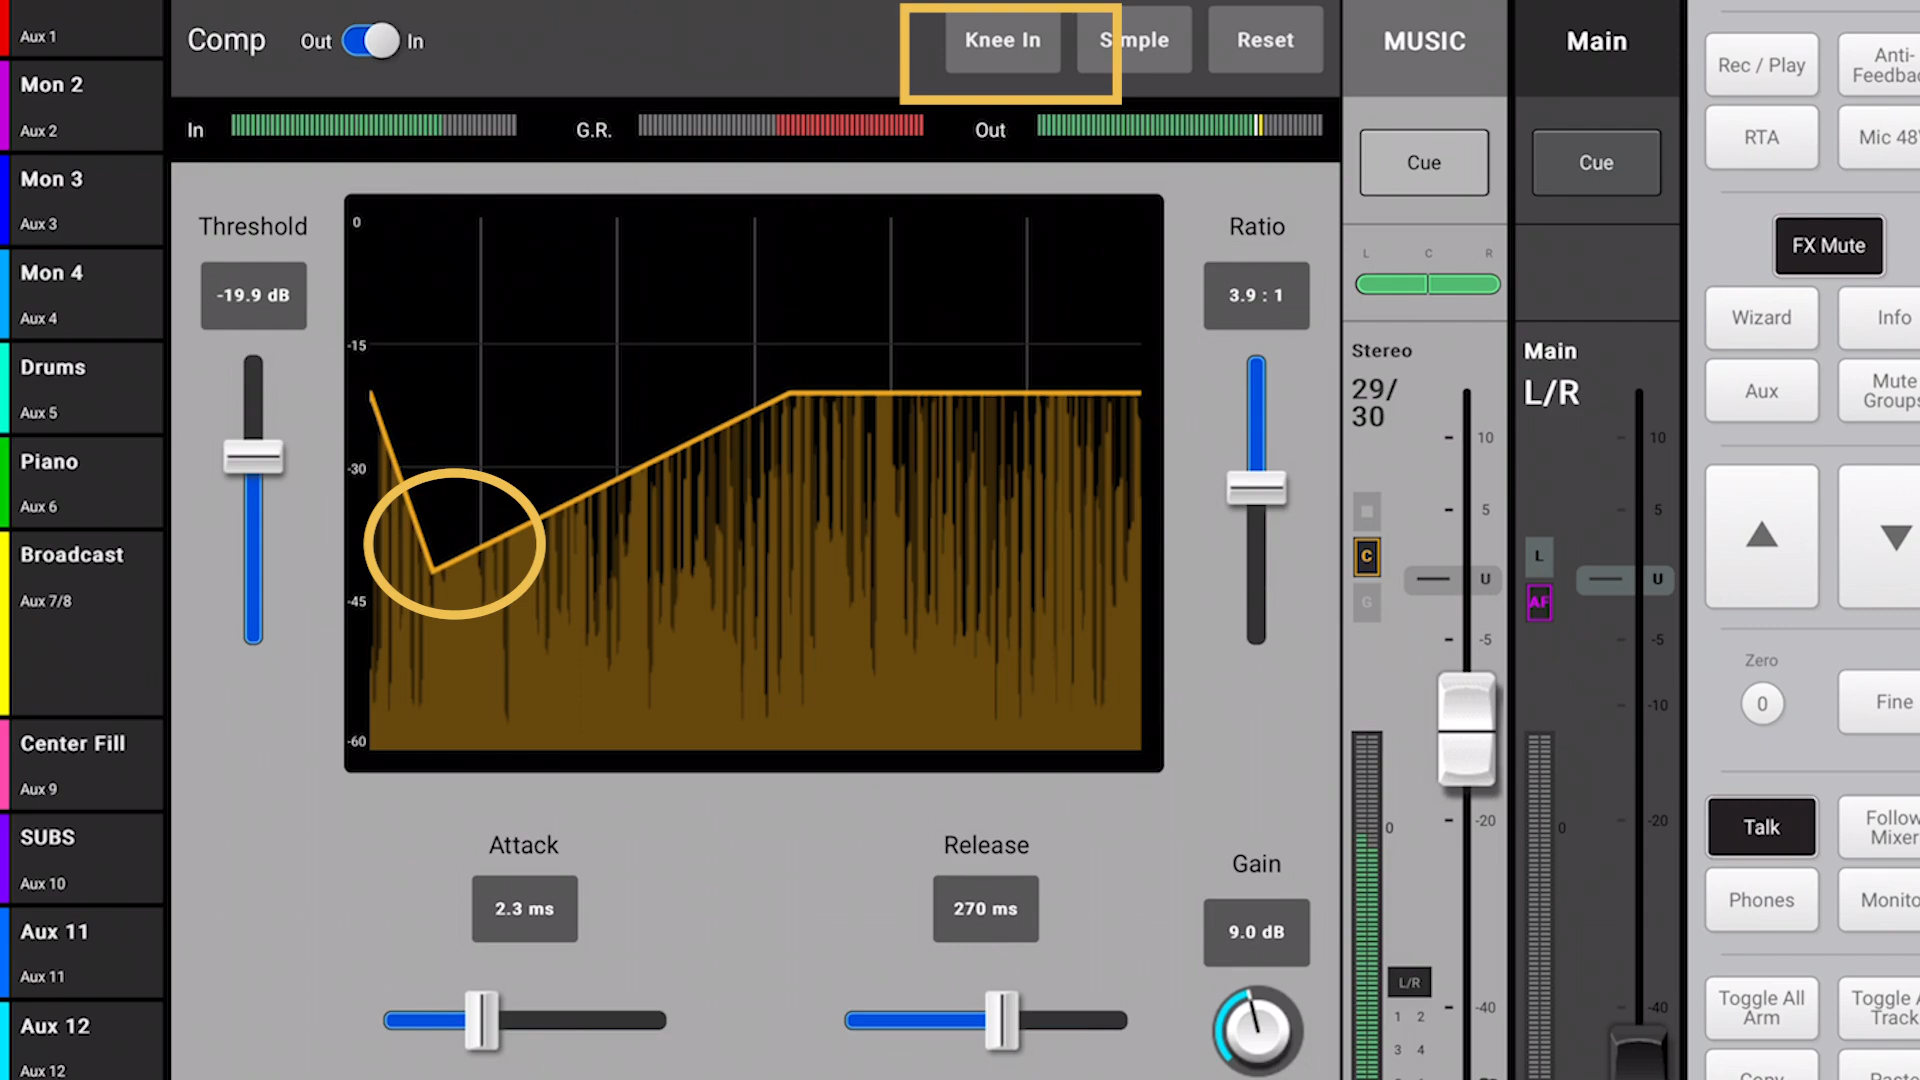 Aux 1
Mon 2
Aux 2
Mon 3
Aux 3
Mon 4
Aux 4
Drums
Aux 5
Piano
Aux 6
Broadcast
Aux 7/8
Center Fill
Aux 9
SUBS
Aux 10
Aux 11
Aux 11
Aux 12
Aux 12
Comp
Out
In
Knee In
Simple
Reset
In
G.R.
Out
Threshold
-19.9 dB
0
-15
-30
-45
-60
Ratio
3.9 : 1
Attack
2.3 ms
Release
270 ms
Gain
9.0 dB
MUSIC
Cue
L C R
Stereo
29/
30
10
5
C
U
G
-5
0
-20
L/R
-40
1 2
3 4
Main
Cue
Main
L/R
10
5
L
U
AF
-5
-10
0
-20
-40
Rec / Play
Anti-
Feedbac
RTA
Mic 48V
FX Mute
Wizard
Info
Aux
Mute
Groups
▲
▼
Zero
0
Fine
Talk
Follow
Mixer
Phones
Monito
Toggle All
Arm
Toggle A
Track